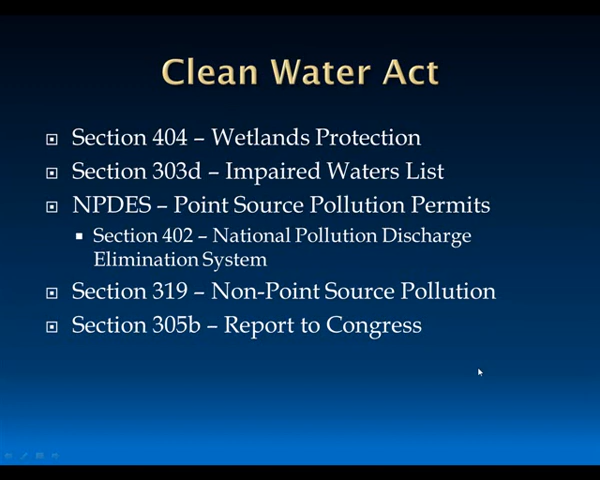 Clean Water Act
Section 404 – Wetlands Protection
Section 303d – Impaired Waters List
NPDES – Point Source Pollution Permits
Section 402 – National Pollution Discharge
Elimination System
Section 319 – Non-Point Source Pollution
Section 305b – Report to Congress